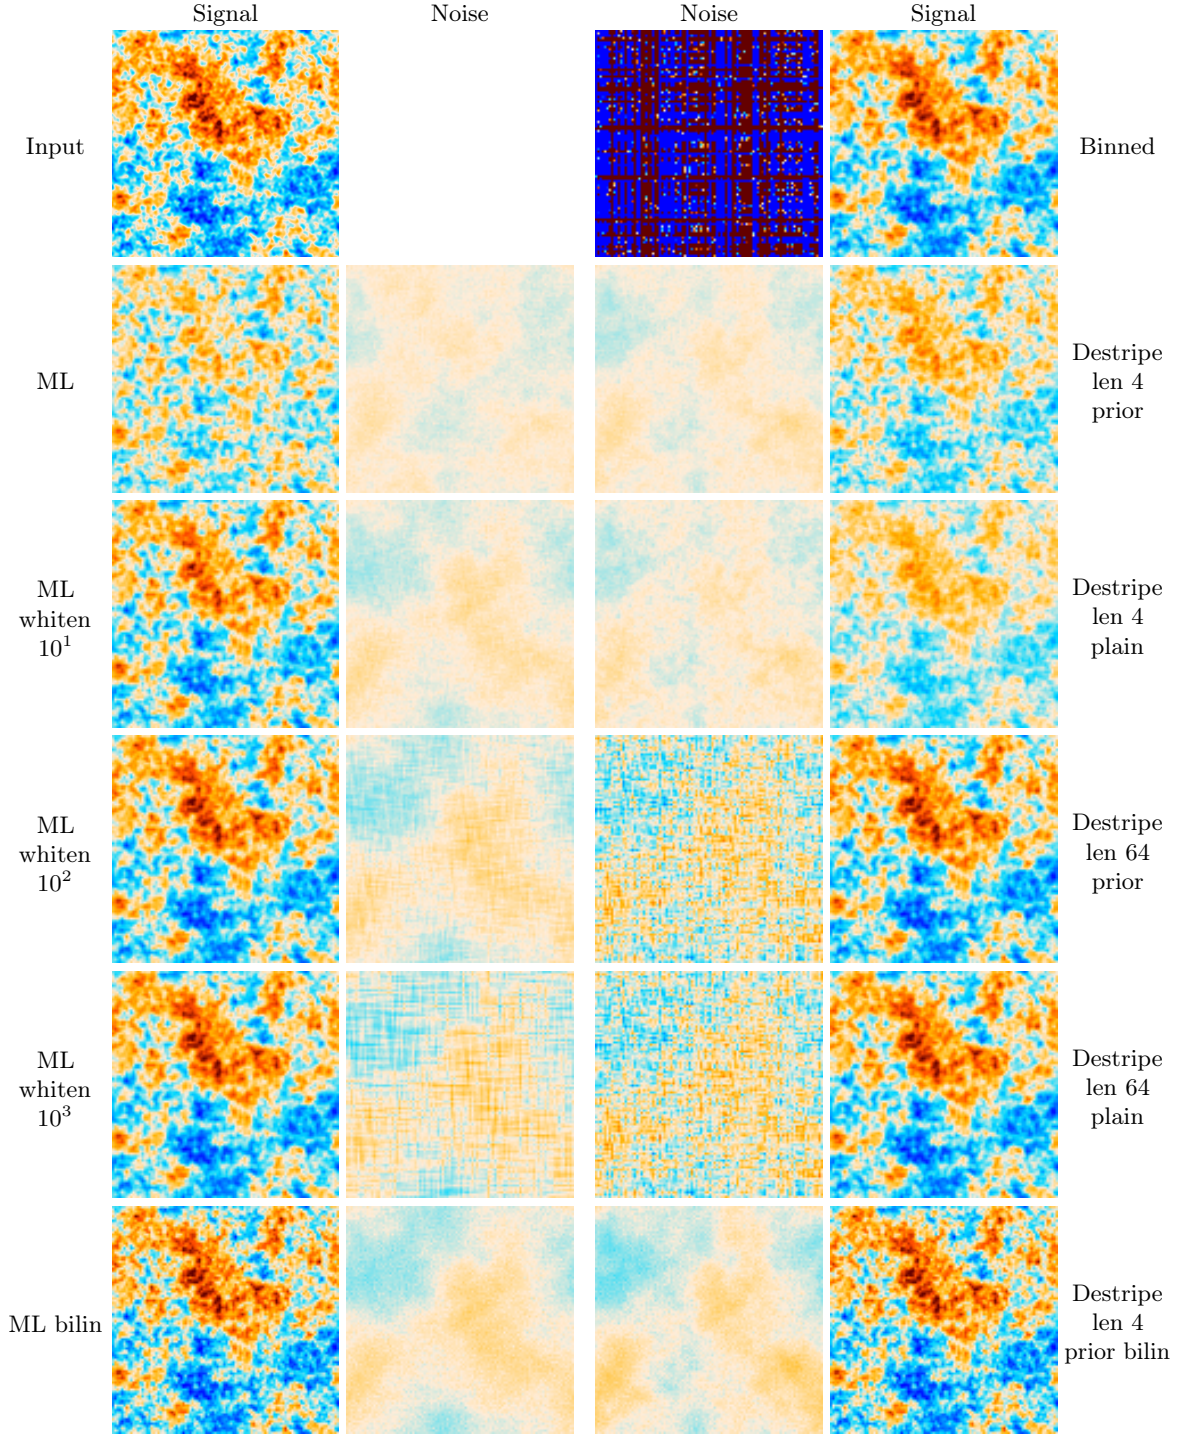 Signal Noise Noise Signal
Input
Binned
ML
Destripe
len 4
prior
ML
whiten
10¹
Destripe
len 4
plain
ML
whiten
10²
Destripe
len 64
prior
ML
whiten
10³
Destripe
len 64
plain
ML bilin
Destripe
len 4
prior bilin